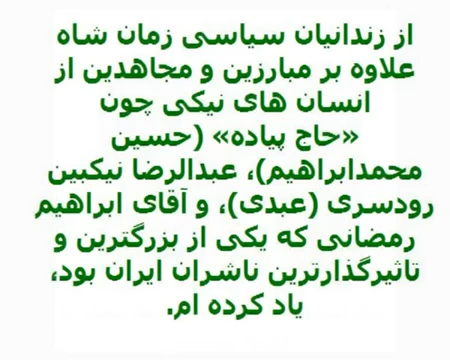 از زندانیان سیاسی زمان شاه
علاوه بر مبارزین و مجاهدین از
انسان های نیکی چون
«حاج پیاده» (حسین
محمدابراهیم)، عبدالرضا نیکبین
رودسری (عبدی)، و آقای ابراهیم
رمضانی که یکی از بزرگترین و
تاثیرگذارترین ناشران ایران بود،
یاد کرده ام.